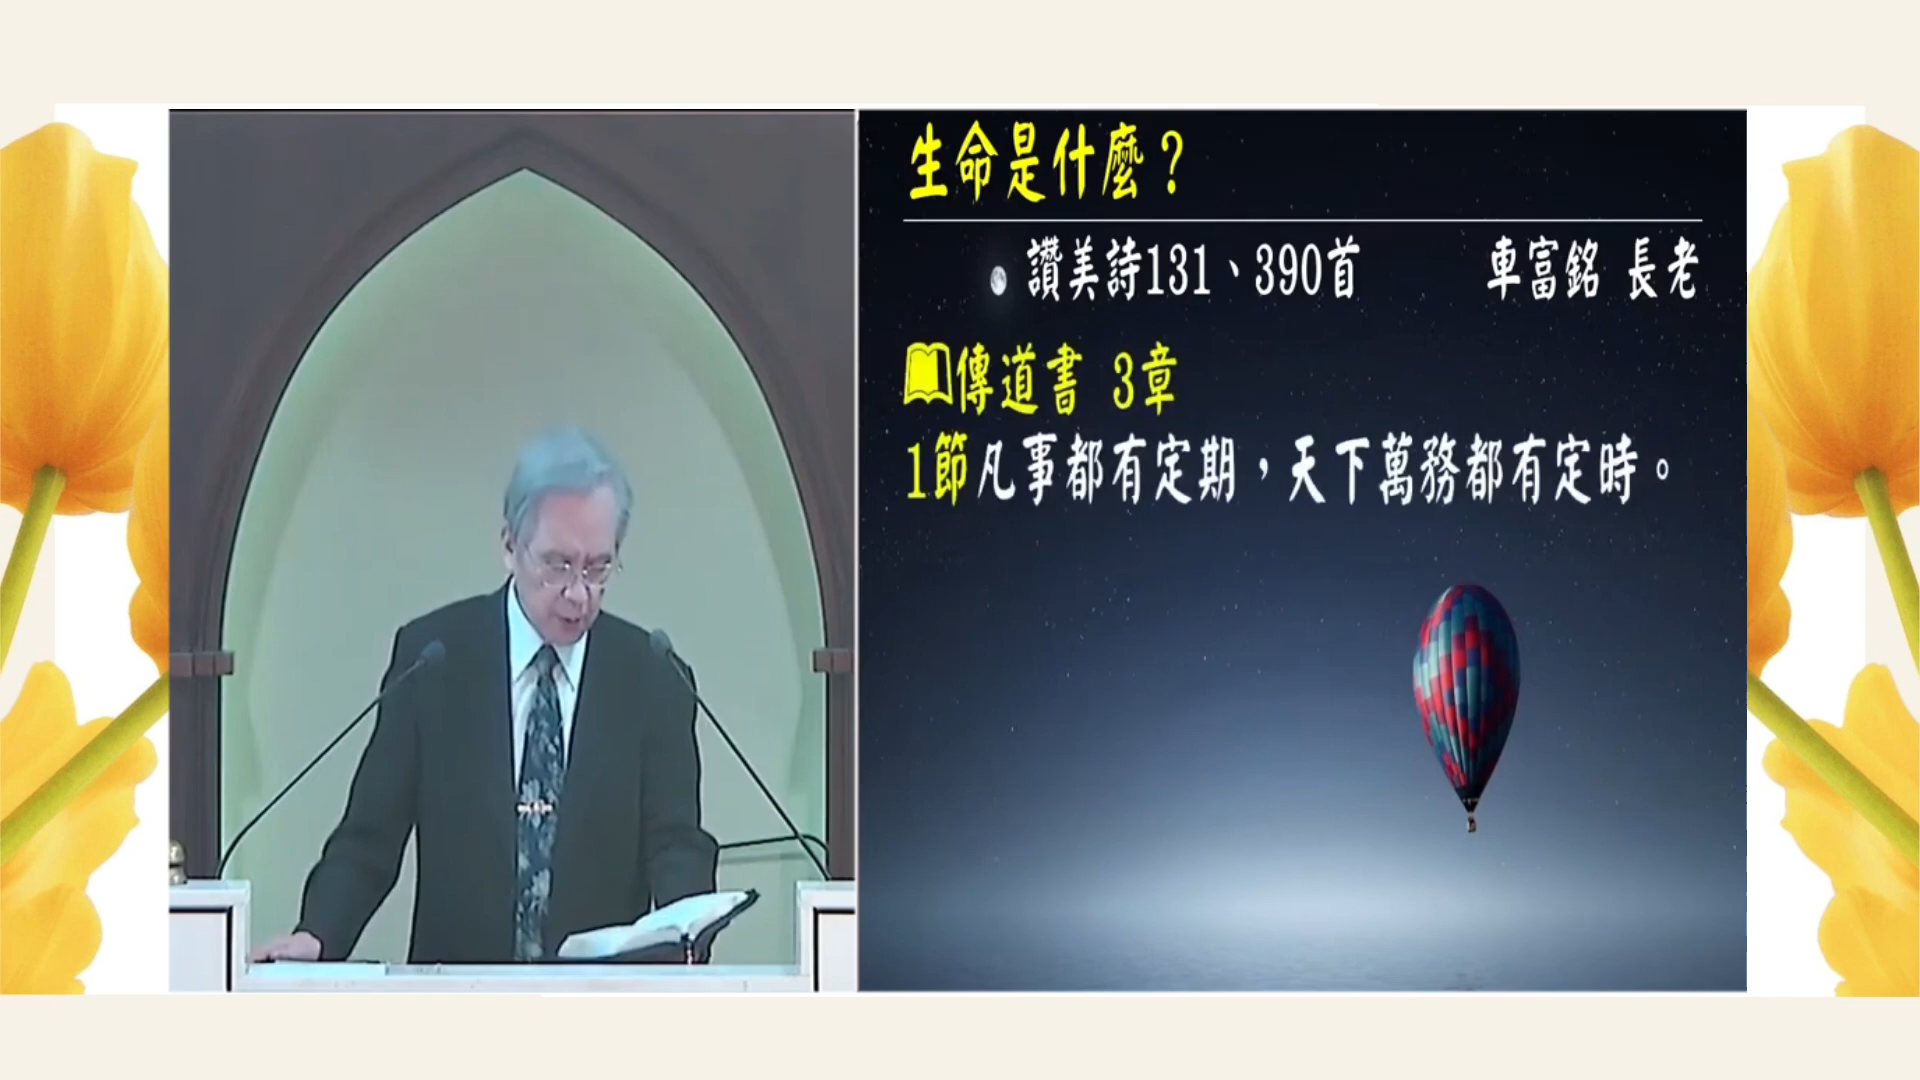 生命是什麼？
讚美詩131、390首 車富銘 長老
傳道書 3章
1節凡事都有定期，天下萬務都有定時。